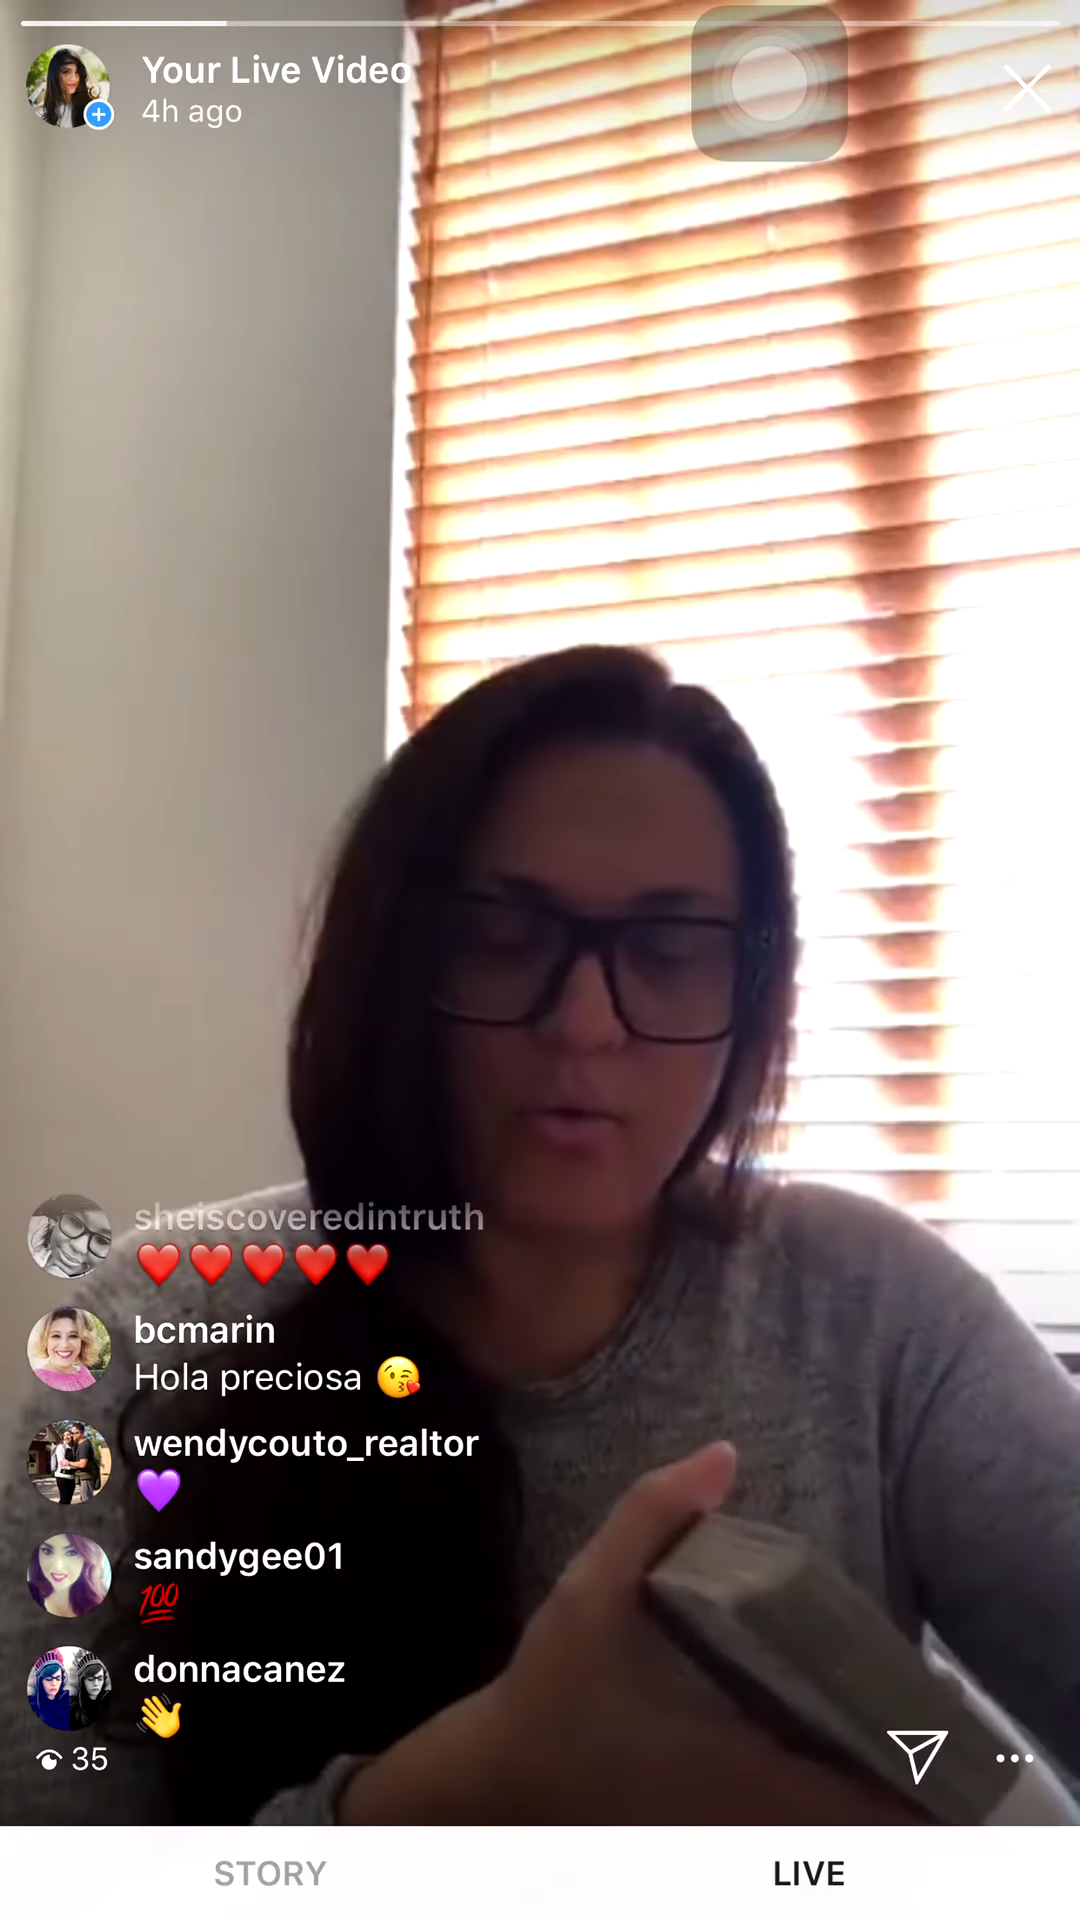 Your Live Video
4h ago
sheiscoveredintruth
❤️❤️❤️❤️❤️
bcmarin
Hola preciosa 😘
wendycouto_realtor
💜
sandygee01
💯
donnacanez
👋
35
STORY LIVE